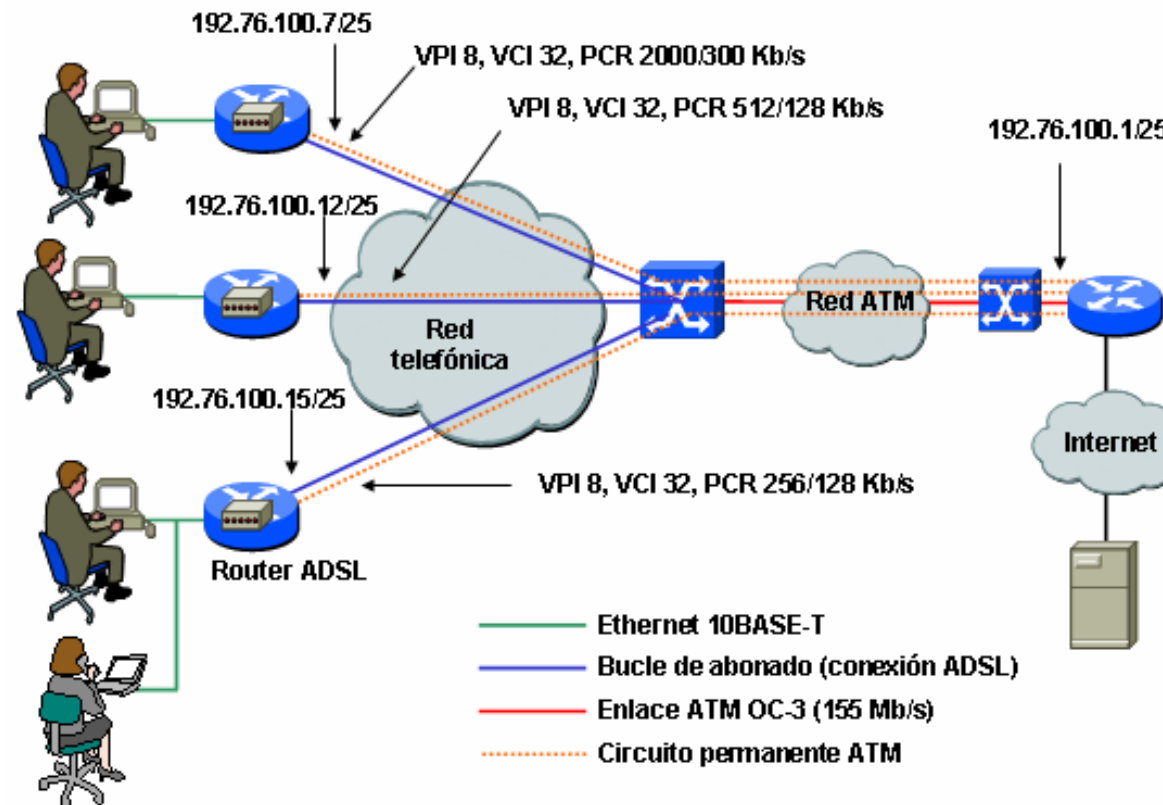 192.76.100.7/25
VPI 8, VCI 32, PCR 2000/300 Kb/s
VPI 8, VCI 32, PCR 512/128 Kb/s
192.76.100.1/25
192.76.100.12/25
Red ATM
Red
telefónica
192.76.100.15/25
Internet
VPI 8, VCI 32, PCR 256/128 Kb/s
Router ADSL
Ethernet 10BASE-T
Bucle de abonado (conexión ADSL)
Enlace ATM OC-3 (155 Mb/s)
Circuito permanente ATM